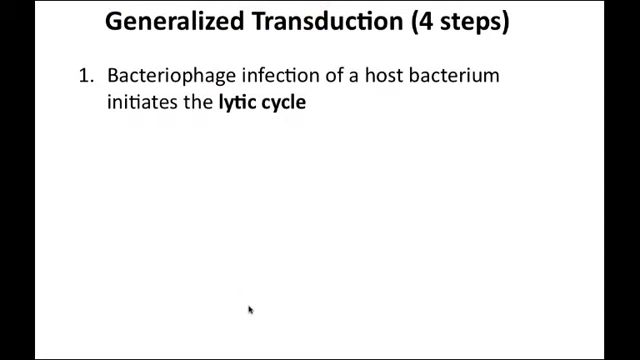 Generalized Transduction (4 steps)
1. Bacteriophage infection of a host bacterium
initiates the lytic cycle